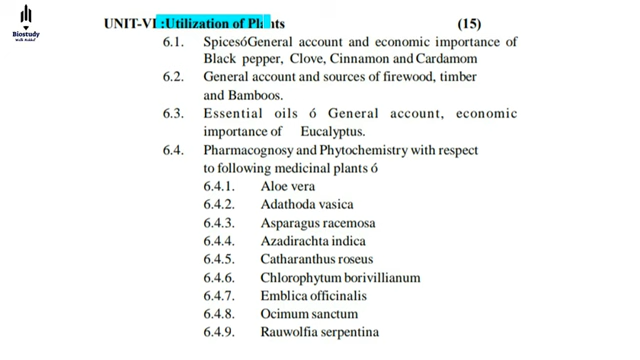 Biostudy
UNIT-VI :Utilization of Plants (15)
6.1. SpicesóGeneral account and economic importance of
Black pepper, Clove, Cinnamon and Cardamom
6.2. General account and sources of firewood, timber
and Bamboos.
6.3. Essential oils ó General account, economic
importance of Eucalyptus.
6.4. Pharmacognosy and Phytochemistry with respect
to following medicinal plants ó
6.4.1. Aloe vera
6.4.2. Adathoda vasica
6.4.3. Asparagus racemosa
6.4.4. Azadirachta indica
6.4.5. Catharanthus roseus
6.4.6. Chlorophytum borivillianum
6.4.7. Emblica officinalis
6.4.8. Ocimum sanctum
6.4.9. Rauwolfia serpentina